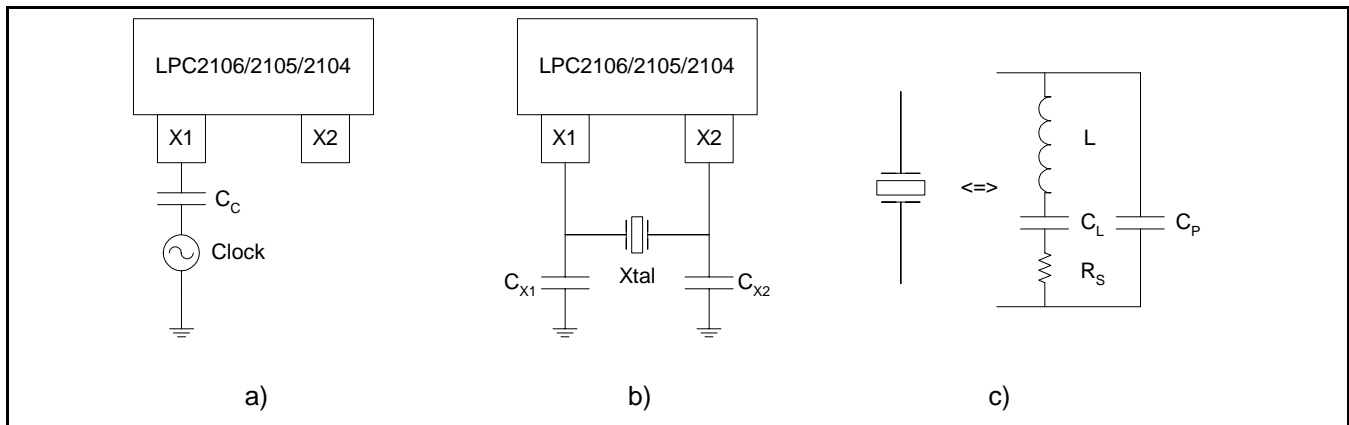 LPC2106/2105/2104
X1 X2
C_C
Clock
a)
LPC2106/2105/2104
X1 X2
Xtal
C_X1 C_X2
b)
<=>
L
C_L C_P
R_S
c)